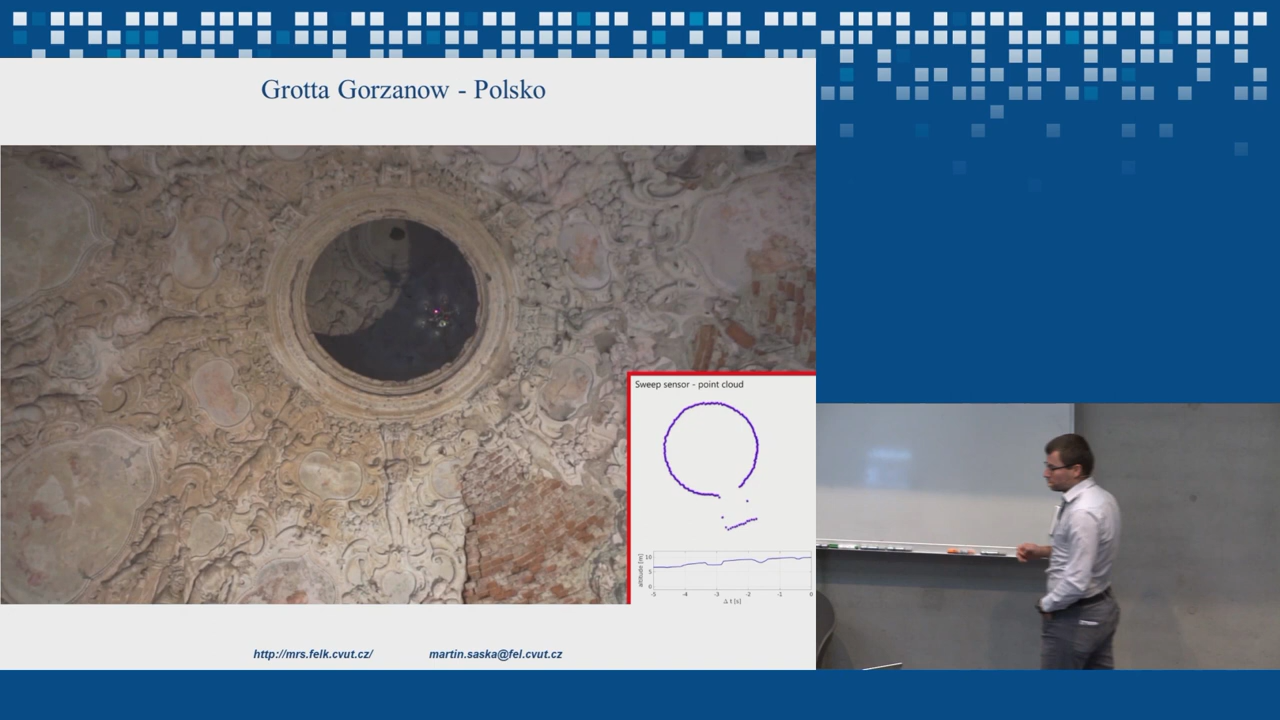 Grotta Gorzanow - Polsko
Sweep sensor - point cloud
altitude [m]
10
5
0
-5 -4 -3 -2 -1 0
Δ t [s]
http://mrs.felk.cvut.cz/ martin.saska@fel.cvut.cz